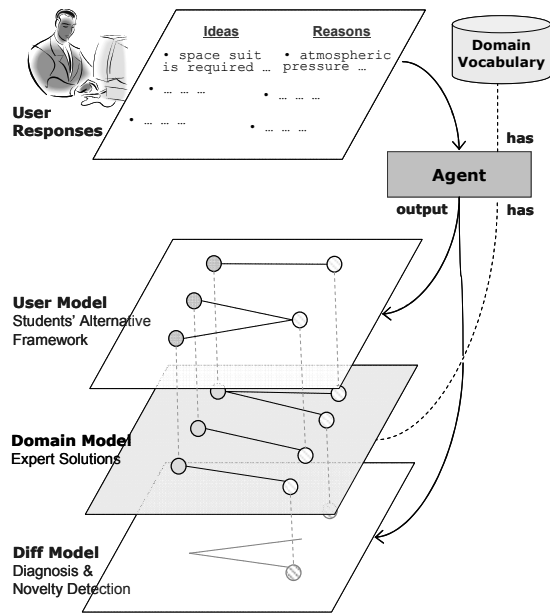 Ideas
Reasons
• space suit
is required …
• atmospheric
pressure …
• … … …
• … … …
• … … …
• … … …
User
Responses
Domain
Vocabulary
has
Agent
output
has
User Model
Students' Alternative
Framework
Domain Model
Expert Solutions
Diff Model
Diagnosis &
Novelty Detection